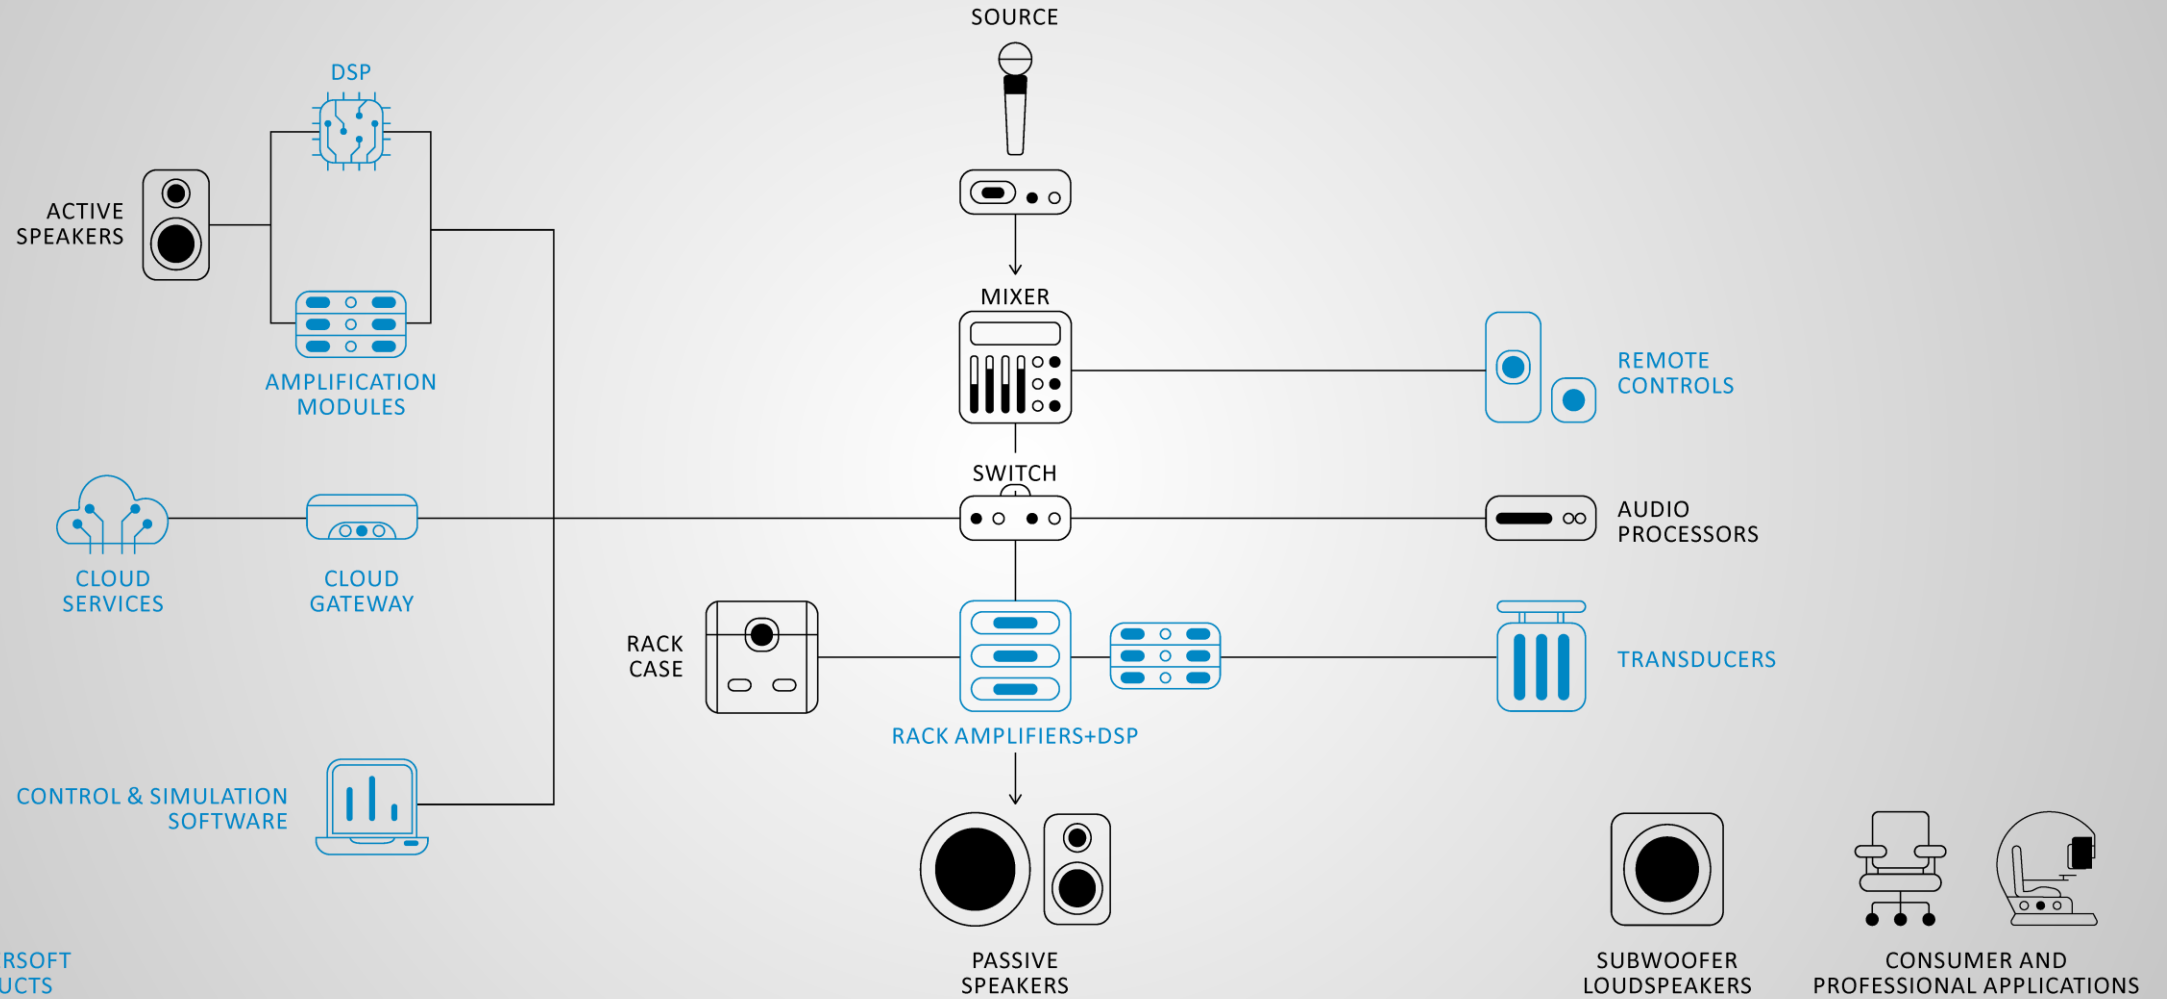 SOURCE
DSP
ACTIVE
SPEAKERS
MIXER
REMOTE
CONTROLS
AMPLIFICATION
MODULES
SWITCH
AUDIO
PROCESSORS
CLOUD
SERVICES
CLOUD
GATEWAY
RACK
CASE
TRANSDUCERS
RACK AMPLIFIERS+DSP
CONTROL & SIMULATION
SOFTWARE
RSOFT
UCTS
PASSIVE
SPEAKERS
SUBWOOFER
LOUDSPEAKERS
CONSUMER AND
PROFESSIONAL APPLICATIONS